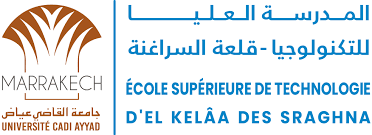 MARRAKECH
جامعة القاضي عياض
UNIVERSITÉ CADI AYYAD
المدرسة العليا
للتكنولوجيا - قلعة السراغنة
ÉCOLE SUPÉRIEURE DE TECHNOLOGIE
D'EL KELÂA DES SRAGHNA